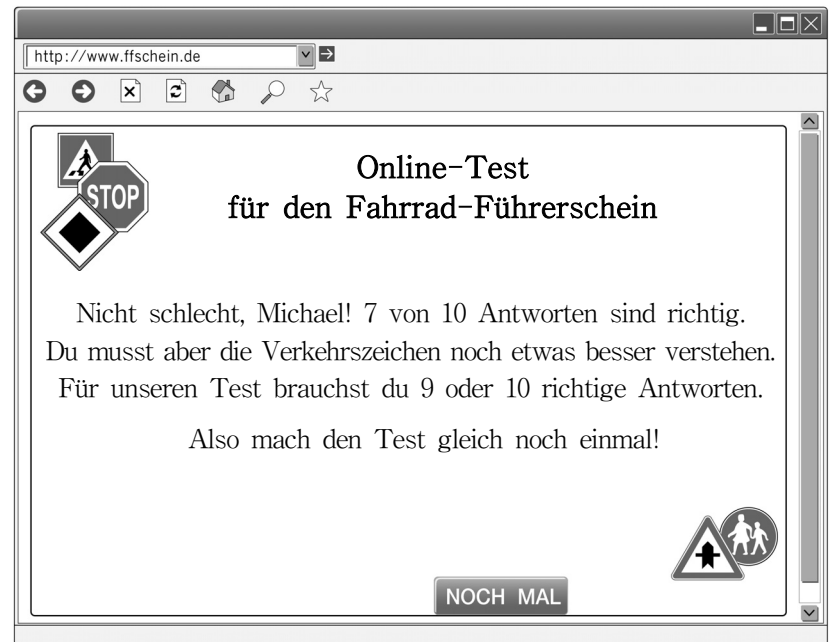 http://www.ffschein.de
STOP
Online-Test
für den Fahrrad-Führerschein
Nicht schlecht, Michael! 7 von 10 Antworten sind richtig.
Du musst aber die Verkehrszeichen noch etwas besser verstehen.
Für unseren Test brauchst du 9 oder 10 richtige Antworten.
Also mach den Test gleich noch einmal!
NOCH MAL